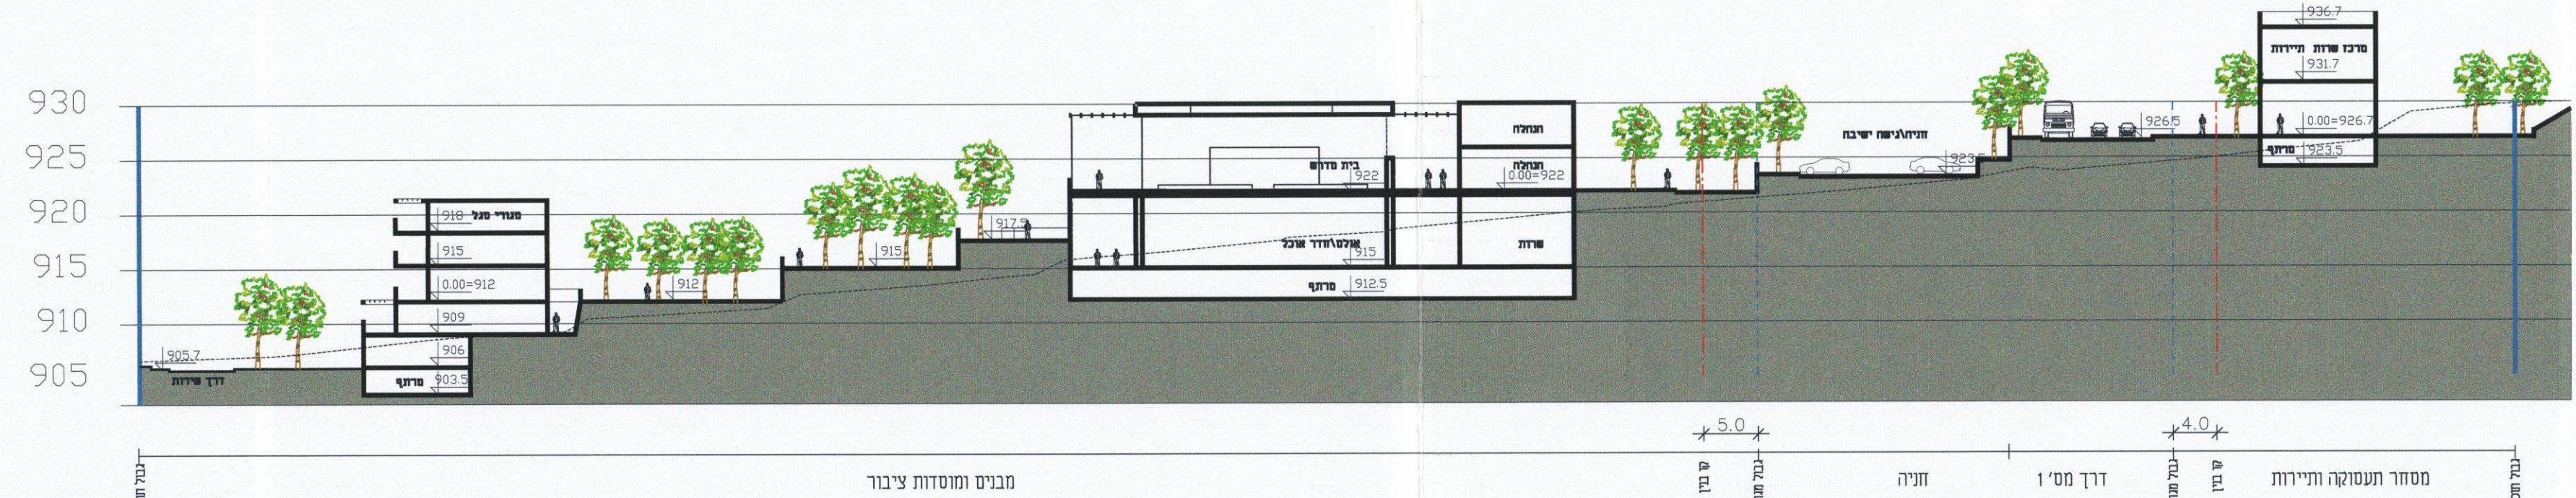 936.7
מרכז שרות תיירות
931.7
0.00=926.7
מרתף
923.5
926.5
חניה/גישה ישיבה
923.5
930
925
920
915
910
905
הנהלה
הנהלה
0.00=922
בית מדרש
922
אולם/חדר אוכל
915
שרות
מרתף
912.5
917.5
915
912
מגורי סגל
918
915
0.00=912
909
906
מרתף
903.5
905.7
דרך שירות
5.0
4.0
מסחר תעסוקה ותיירות
קו בנין
דרך מס' 1
חניה
קו בנין
מבנים ומוסדות ציבור